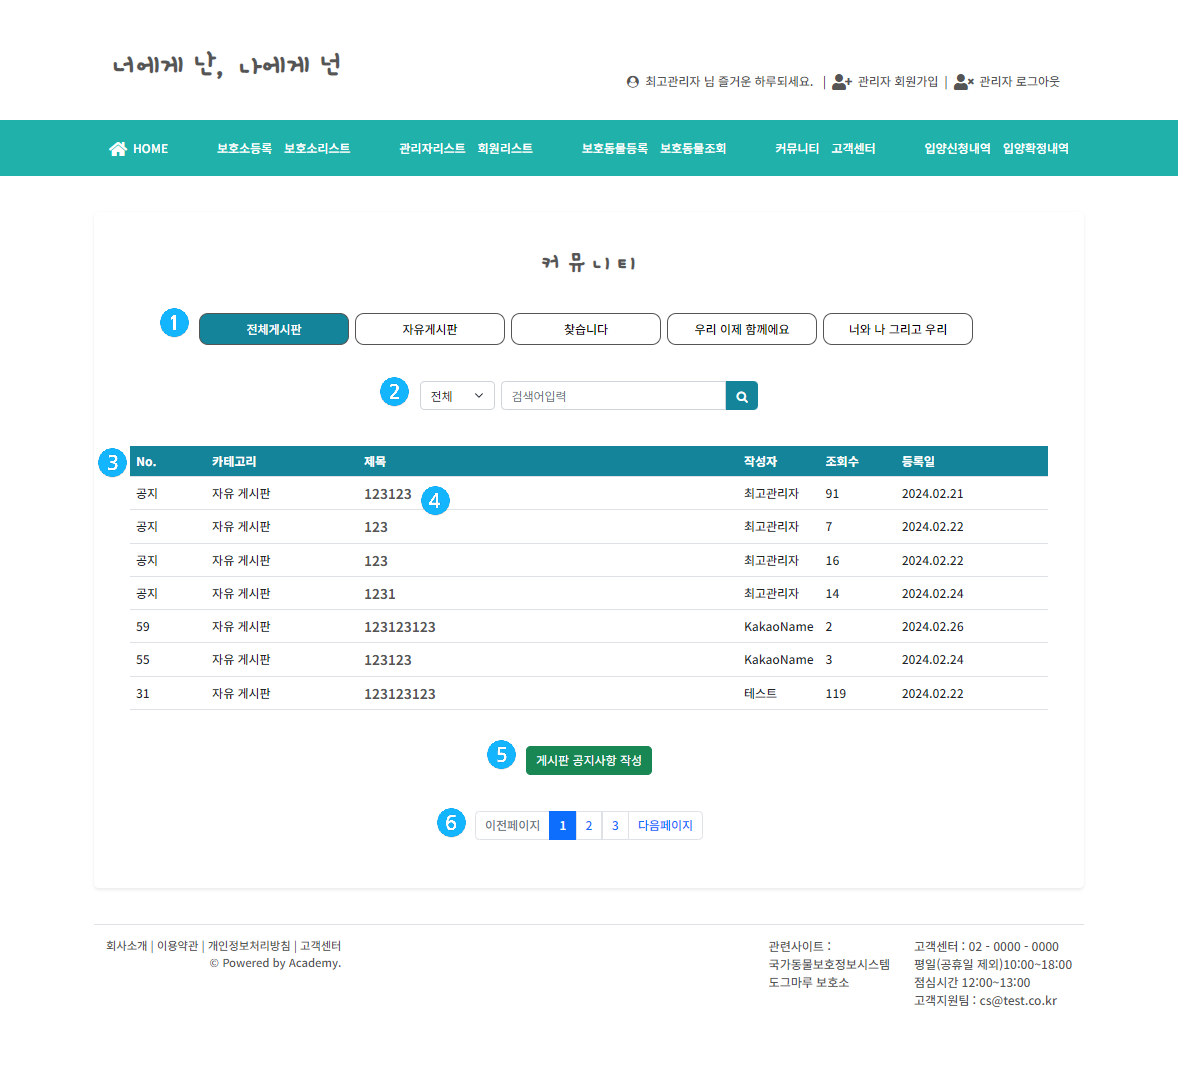 너에게 난, 나에게 넌
최고관리자 님 즐거운 하루되세요. | 관리자 회원가입 | 관리자 로그아웃
HOME 보호소등록 보호소리스트 관리자리스트 회원리스트 보호동물등록 보호동물조회 커뮤니티 고객센터 입양신청내역 입양확정내역
커뮤니티
1 전체게시판 자유게시판 찾습니다 우리 이제 함께에요 너와 나 그리고 우리
2 전체 검색어입력
3 No. 카테고리 제목 작성자 조회수 등록일
공지 자유 게시판 123123 4 최고관리자 91 2024.02.21
공지 자유 게시판 123 최고관리자 7 2024.02.22
공지 자유 게시판 123 최고관리자 16 2024.02.22
공지 자유 게시판 1231 최고관리자 14 2024.02.24
59 자유 게시판 123123123 KakaoName 2 2024.02.26
55 자유 게시판 123123 KakaoName 3 2024.02.24
31 자유 게시판 123123123 테스트 119 2024.02.22
5 게시판 공지사항 작성
6 이전페이지 1 2 3 다음페이지
회사소개 | 이용약관 | 개인정보처리방침 | 고객센터
© Powered by Academy.
관련사이트 :
국가동물보호정보시스템
도그마루 보호소
고객센터 : 02 - 0000 - 0000
평일(공휴일 제외)10:00~18:00
점심시간 12:00~13:00
고객지원팀 : cs@test.co.kr